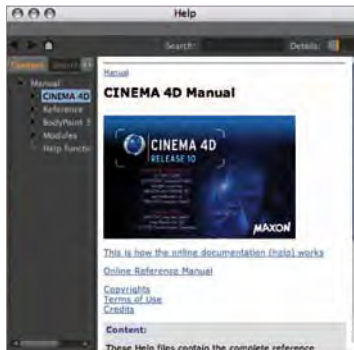 Help
Search:
Details:
Content
Manual
CINEMA 4D
Reference
BodyPaint 3
Modules
Help Functi
Manual
CINEMA 4D Manual
CINEMA 4D
RELEASE 10
MAXON
This is how the online documentation (help) works
Online Reference Manual
Copyrights
Terms of Use
Credits
Content:
These Help files contain the complete reference